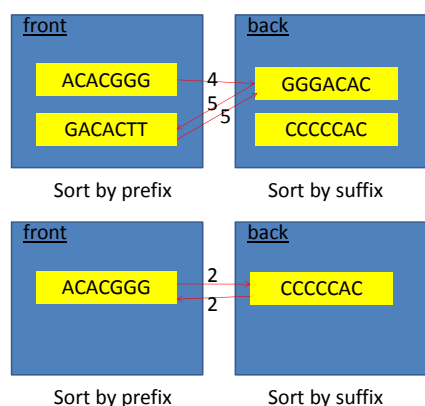 front back
ACACGGG 4 GGGACAC
5
GACACTT 5 CCCCCAC
Sort by prefix Sort by suffix
front back
ACACGGG 2 CCCCCAC
2
Sort by prefix Sort by suffix